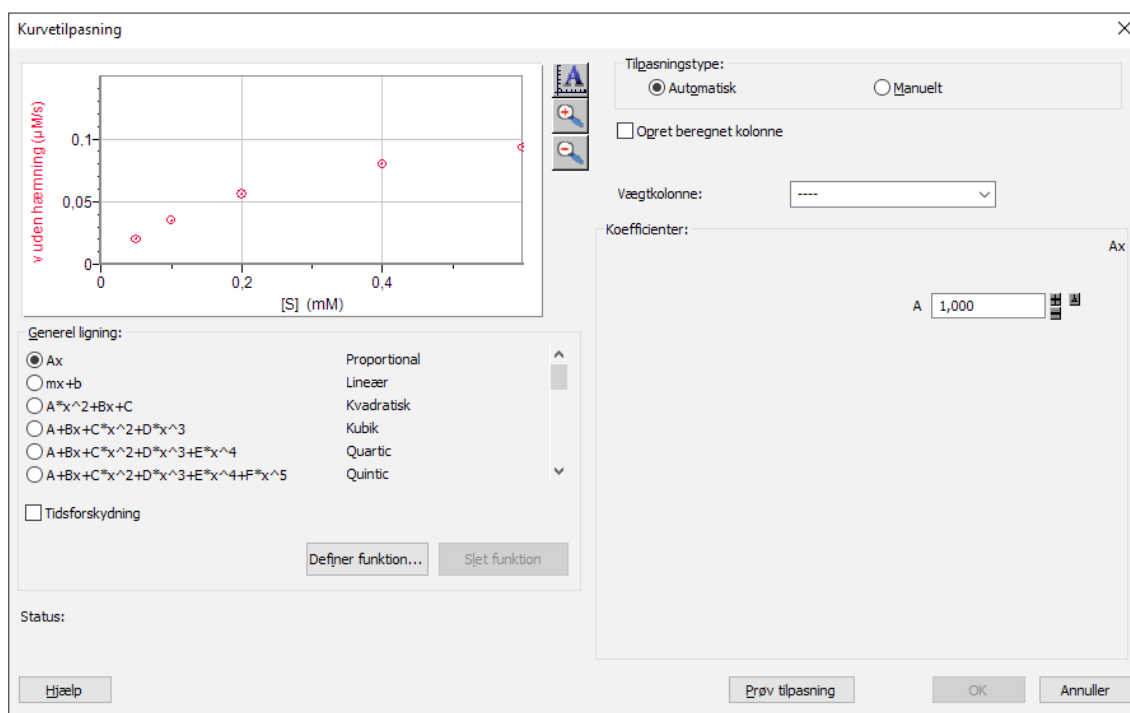 Kurvetilpasning
v uden hæmning (µM/s)
0,1
0,05
0
0
0,2
0,4
[S] (mM)
A
Tilpasningstype:
Automatisk
Manuelt
Opret beregnet kolonne
Vægtkolonne:
----
Koefficienter:
Ax
A
1,000
Generel ligning:
Ax Proportional
mx+b Lineær
A*x^2+Bx+C Kvadratisk
A+Bx+C*x^2+D*x^3 Kubik
A+Bx+C*x^2+D*x^3+E*x^4 Quartic
A+Bx+C*x^2+D*x^3+E*x^4+F*x^5 Quintic
Tidsforskydning
Definer funktion...
Slet funktion
Status:
Hjælp
Prøv tilpasning
OK
Annuller